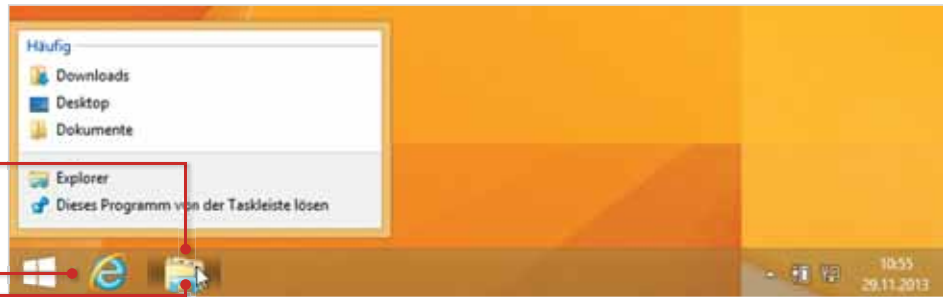 Häufig
Downloads
Desktop
Dokumente
Explorer
Dieses Programm von der Taskleiste lösen
10:55
29.11.2013